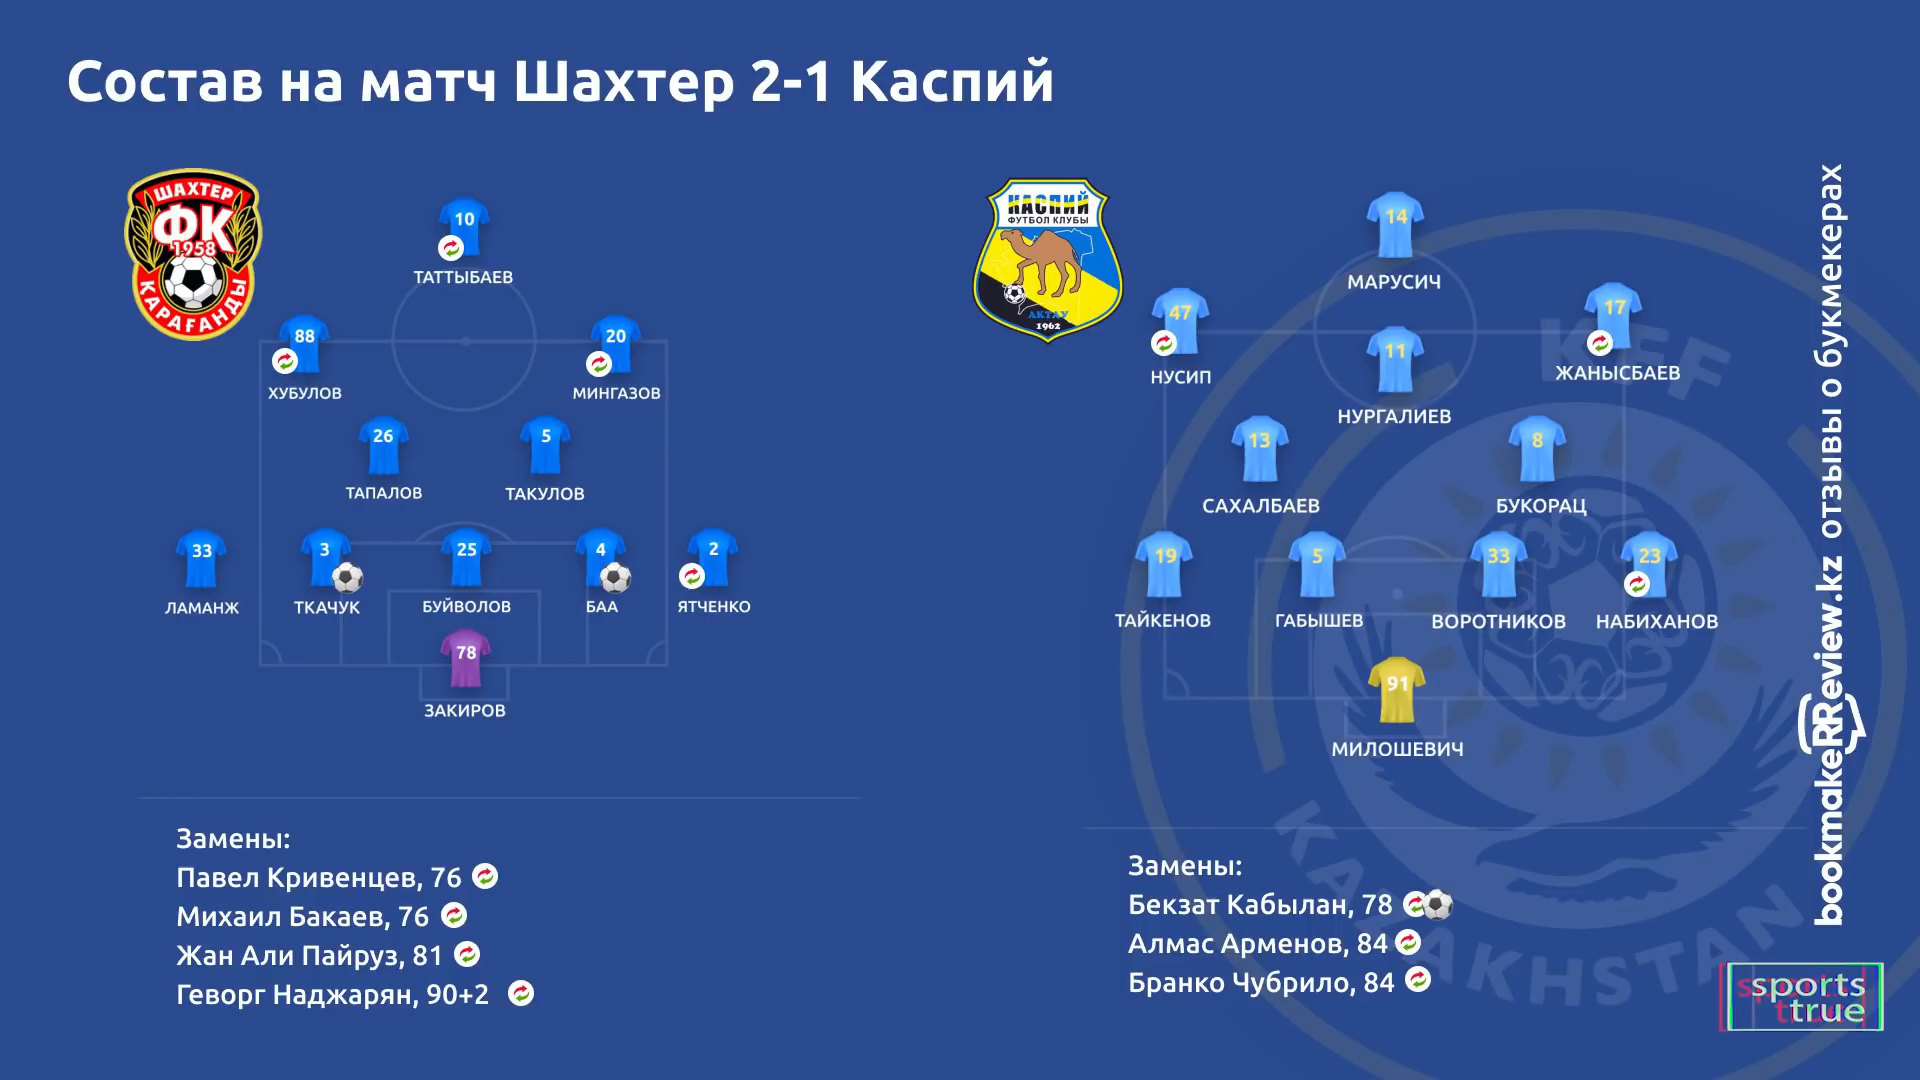 Состав на матч Шахтер 2-1 Каспий
ШАХТЕР
ФК
1958
ҚАРАҒАНДЫ
10
ТАТТЫБАЕВ
88
ХУБУЛОВ
20
МИНГАЗОВ
26
ТАПАЛОВ
5
ТАКУЛОВ
33
ЛАМАНЖ
3
ТКАЧУК
25
БУЙВОЛОВ
4
БАА
2
ЯТЧЕНКО
78
ЗАКИРОВ
Замены:
Павел Кривенцев, 76
Михаил Бакаев, 76
Жан Али Пайруз, 81
Геворг Наджарян, 90+2
КАСПИЙ
ФУТБОЛ КЛУБЫ
АКТАУ
1962
14
МАРУСИЧ
47
НУСИП
11
НУРГАЛИЕВ
17
ЖАНЫСБАЕВ
13
САХАЛБАЕВ
8
БУКОРАЦ
19
ТАЙКЕНОВ
5
ГАБЫШЕВ
33
ВОРОТНИКОВ
23
НАБИХАНОВ
91
МИЛОШЕВИЧ
Замены:
Бекзат Кабылан, 78
Алмас Арменов, 84
Бранко Чубрило, 84
KFF
KAZAKHSTAN
bookmakeRReview.kz отзывы о букмекерах
sports
true